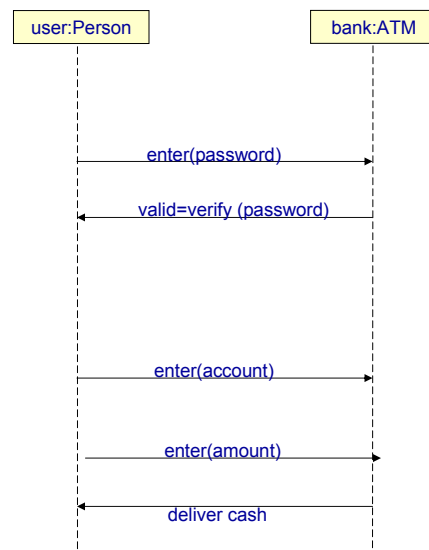 user:Person
bank:ATM
enter(password)
valid=verify (password)
enter(account)
enter(amount)
deliver cash